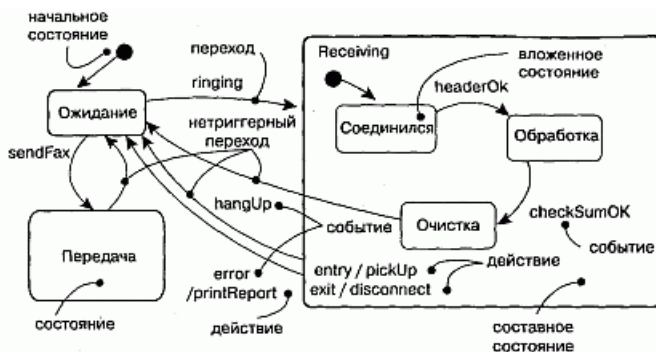 начальное
состояние
переход
ringing
Receiving
вложенное
состояние
headerOk
Ожидание
нетриггерный
переход
Соединился
Обработка
sendFax
hangUp
событие
Очистка
checkSumOK
событие
Передача
error
/printReport
entry / pickUp
exit / disconnect
действие
состояние
действие
составное
состояние